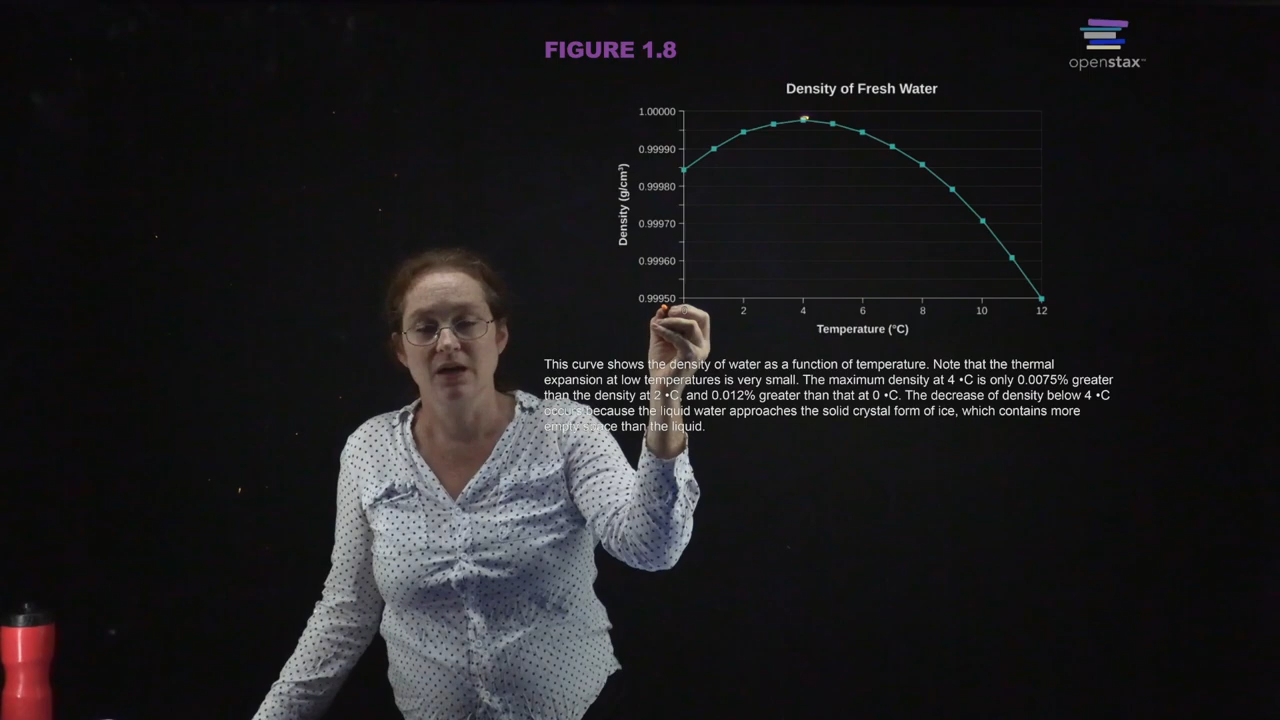 FIGURE 1.8
openstax™
Density of Fresh Water
1.00000
0.99990
0.99980
0.99970
0.99960
0.99950
Density (g/cm³)
0 2 4 6 8 10 12
Temperature (°C)
This curve shows the density of water as a function of temperature. Note that the thermal
expansion at low temperatures is very small. The maximum density at 4 •C is only 0.0075% greater
than the density at 2 •C, and 0.012% greater than that at 0 •C. The decrease of density below 4 •C
occurs because the liquid water approaches the solid crystal form of ice, which contains more
empty space than the liquid.